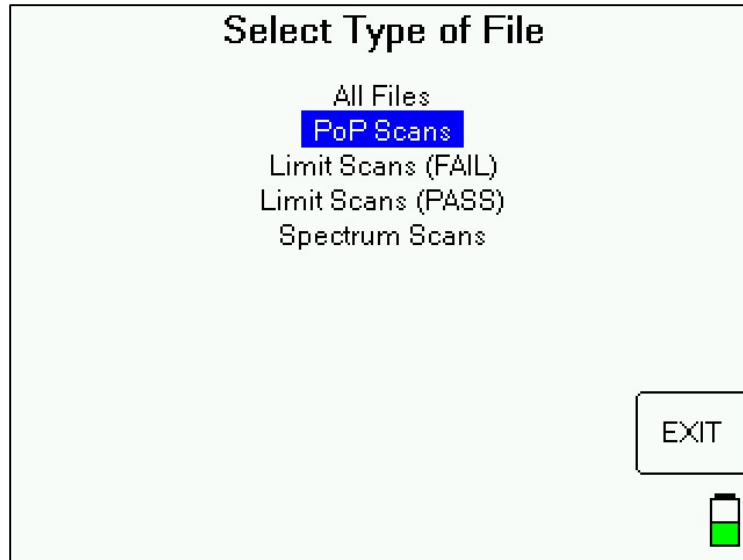 Select Type of File
All Files
PoP Scans
Limit Scans (FAIL)
Limit Scans (PASS)
Spectrum Scans
EXIT